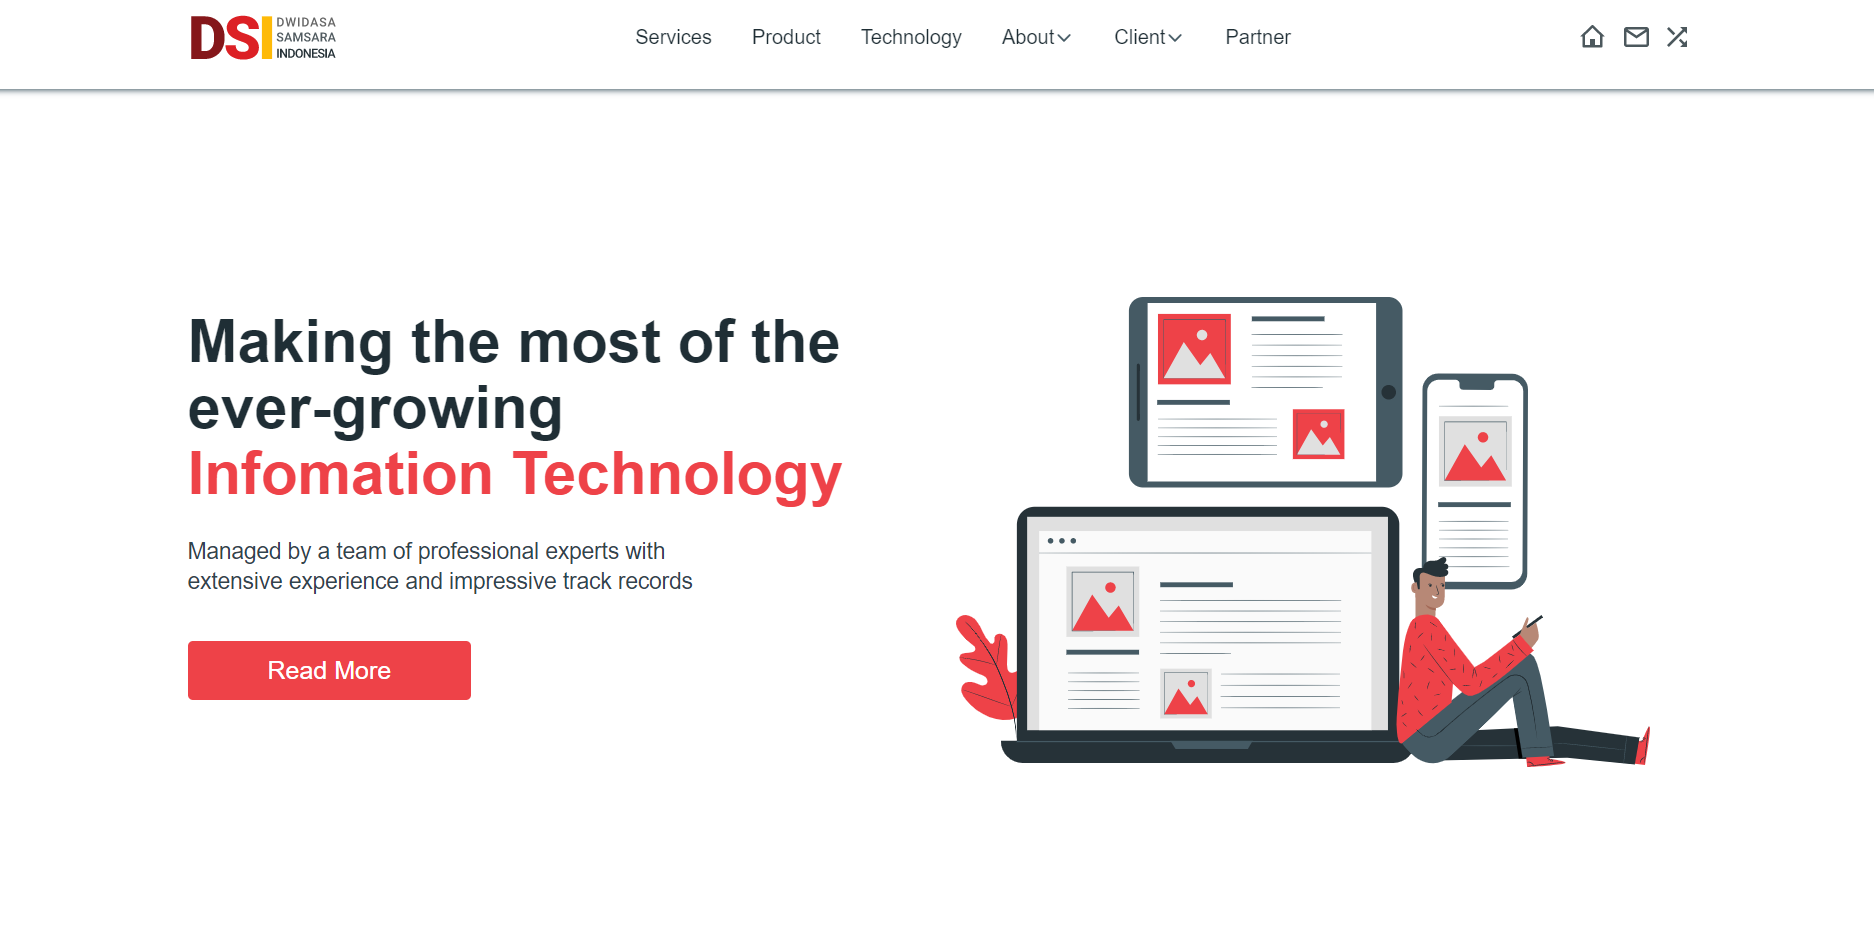 DSI DWIDASA
SAMSARA
INDONESIA
Services Product Technology About Client Partner
Making the most of the
ever-growing
Infomation Technology
Managed by a team of professional experts with
extensive experience and impressive track records
Read More